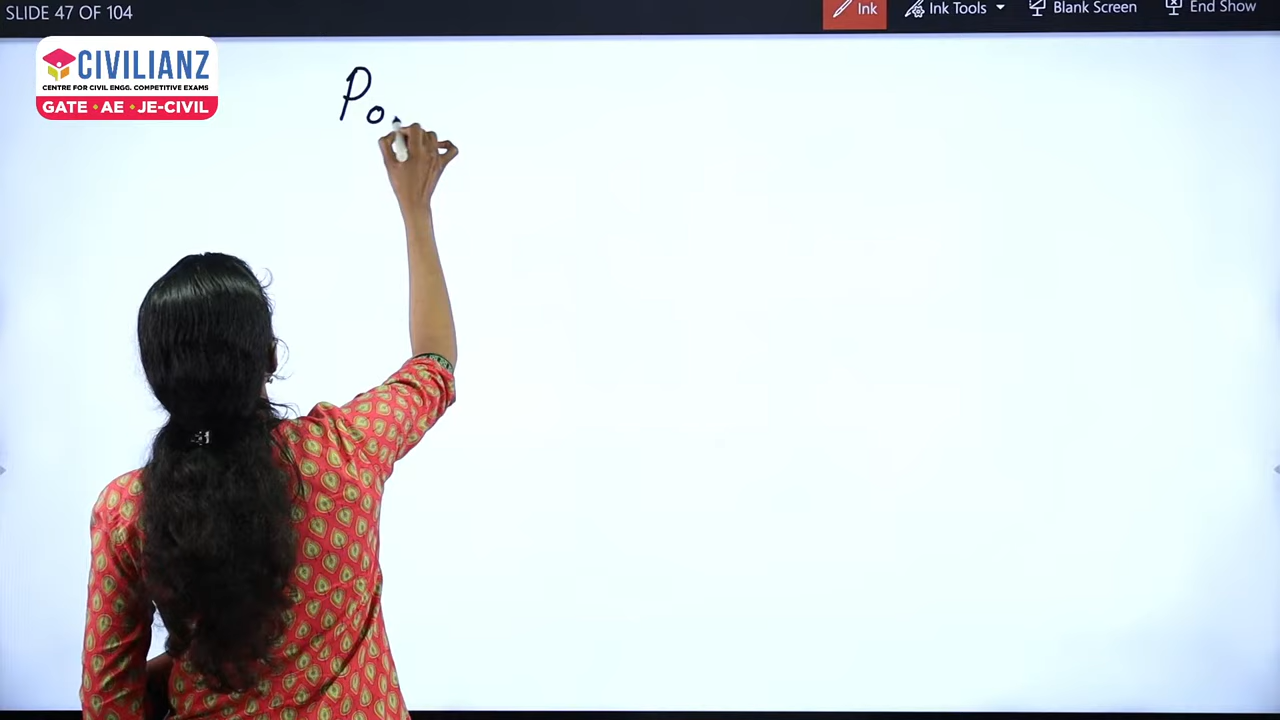 SLIDE 47 OF 104
Ink
Ink Tools
Blank Screen
End Show
CIVILIANZ
CENTRE FOR CIVIL ENGG. COMPETITIVE EXAMS
GATE • AE • JE-CIVIL
Po